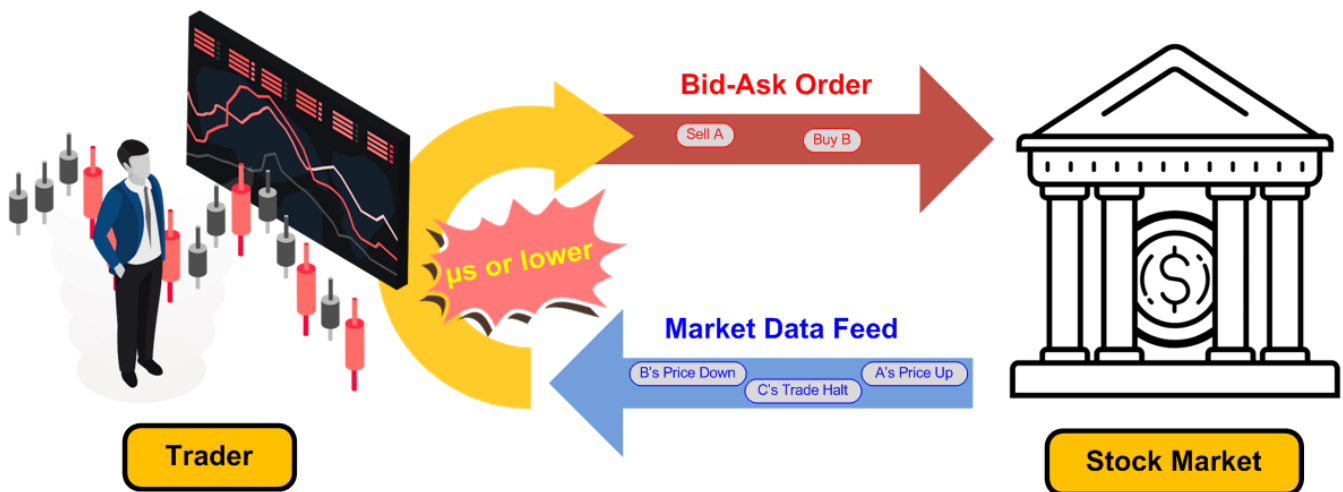 Bid-Ask Order
Sell A
Buy B
µs or lower
Market Data Feed
B's Price Down
A's Price Up
C's Trade Halt
Trader
Stock Market
$